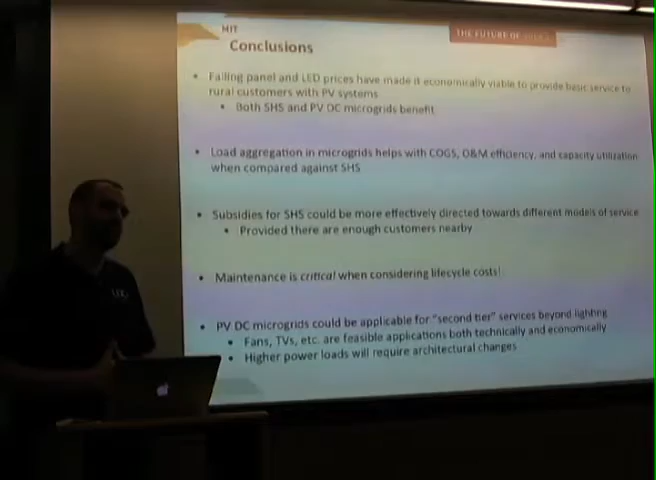 MIT
THE FUTURE OF
Conclusions
• Falling panel and LED prices have made it economically viable to provide basic service to
rural customers with PV systems
• Both SHS and PV DC microgrids benefit
• Load aggregation in microgrids helps with COGS, O&M efficiency, and capacity utilization
when compared against SHS
• Subsidies for SHS could be more effectively directed towards different models of service
• Provided there are enough customers nearby
• Maintenance is critical when considering lifecycle costs!
• PV DC microgrids could be applicable for "second tier" services beyond lighting
• Fans, TVs, etc. are feasible applications both technically and economically
• Higher power loads will require architectural changes